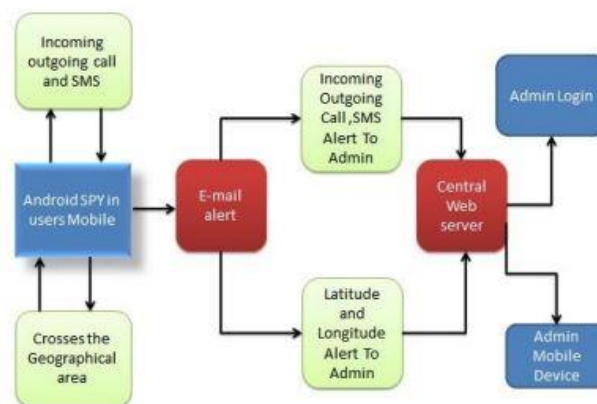 Incoming
outgoing call
and SMS
Android SPY in
users Mobile
Crosses the
Geographical
area
E-mail
alert
Incoming
Outgoing
Call ,SMS
Alert To
Admin
Latitude
and
Longitude
Alert To
Admin
Central
Web
server
Admin Login
Admin
Mobile
Device